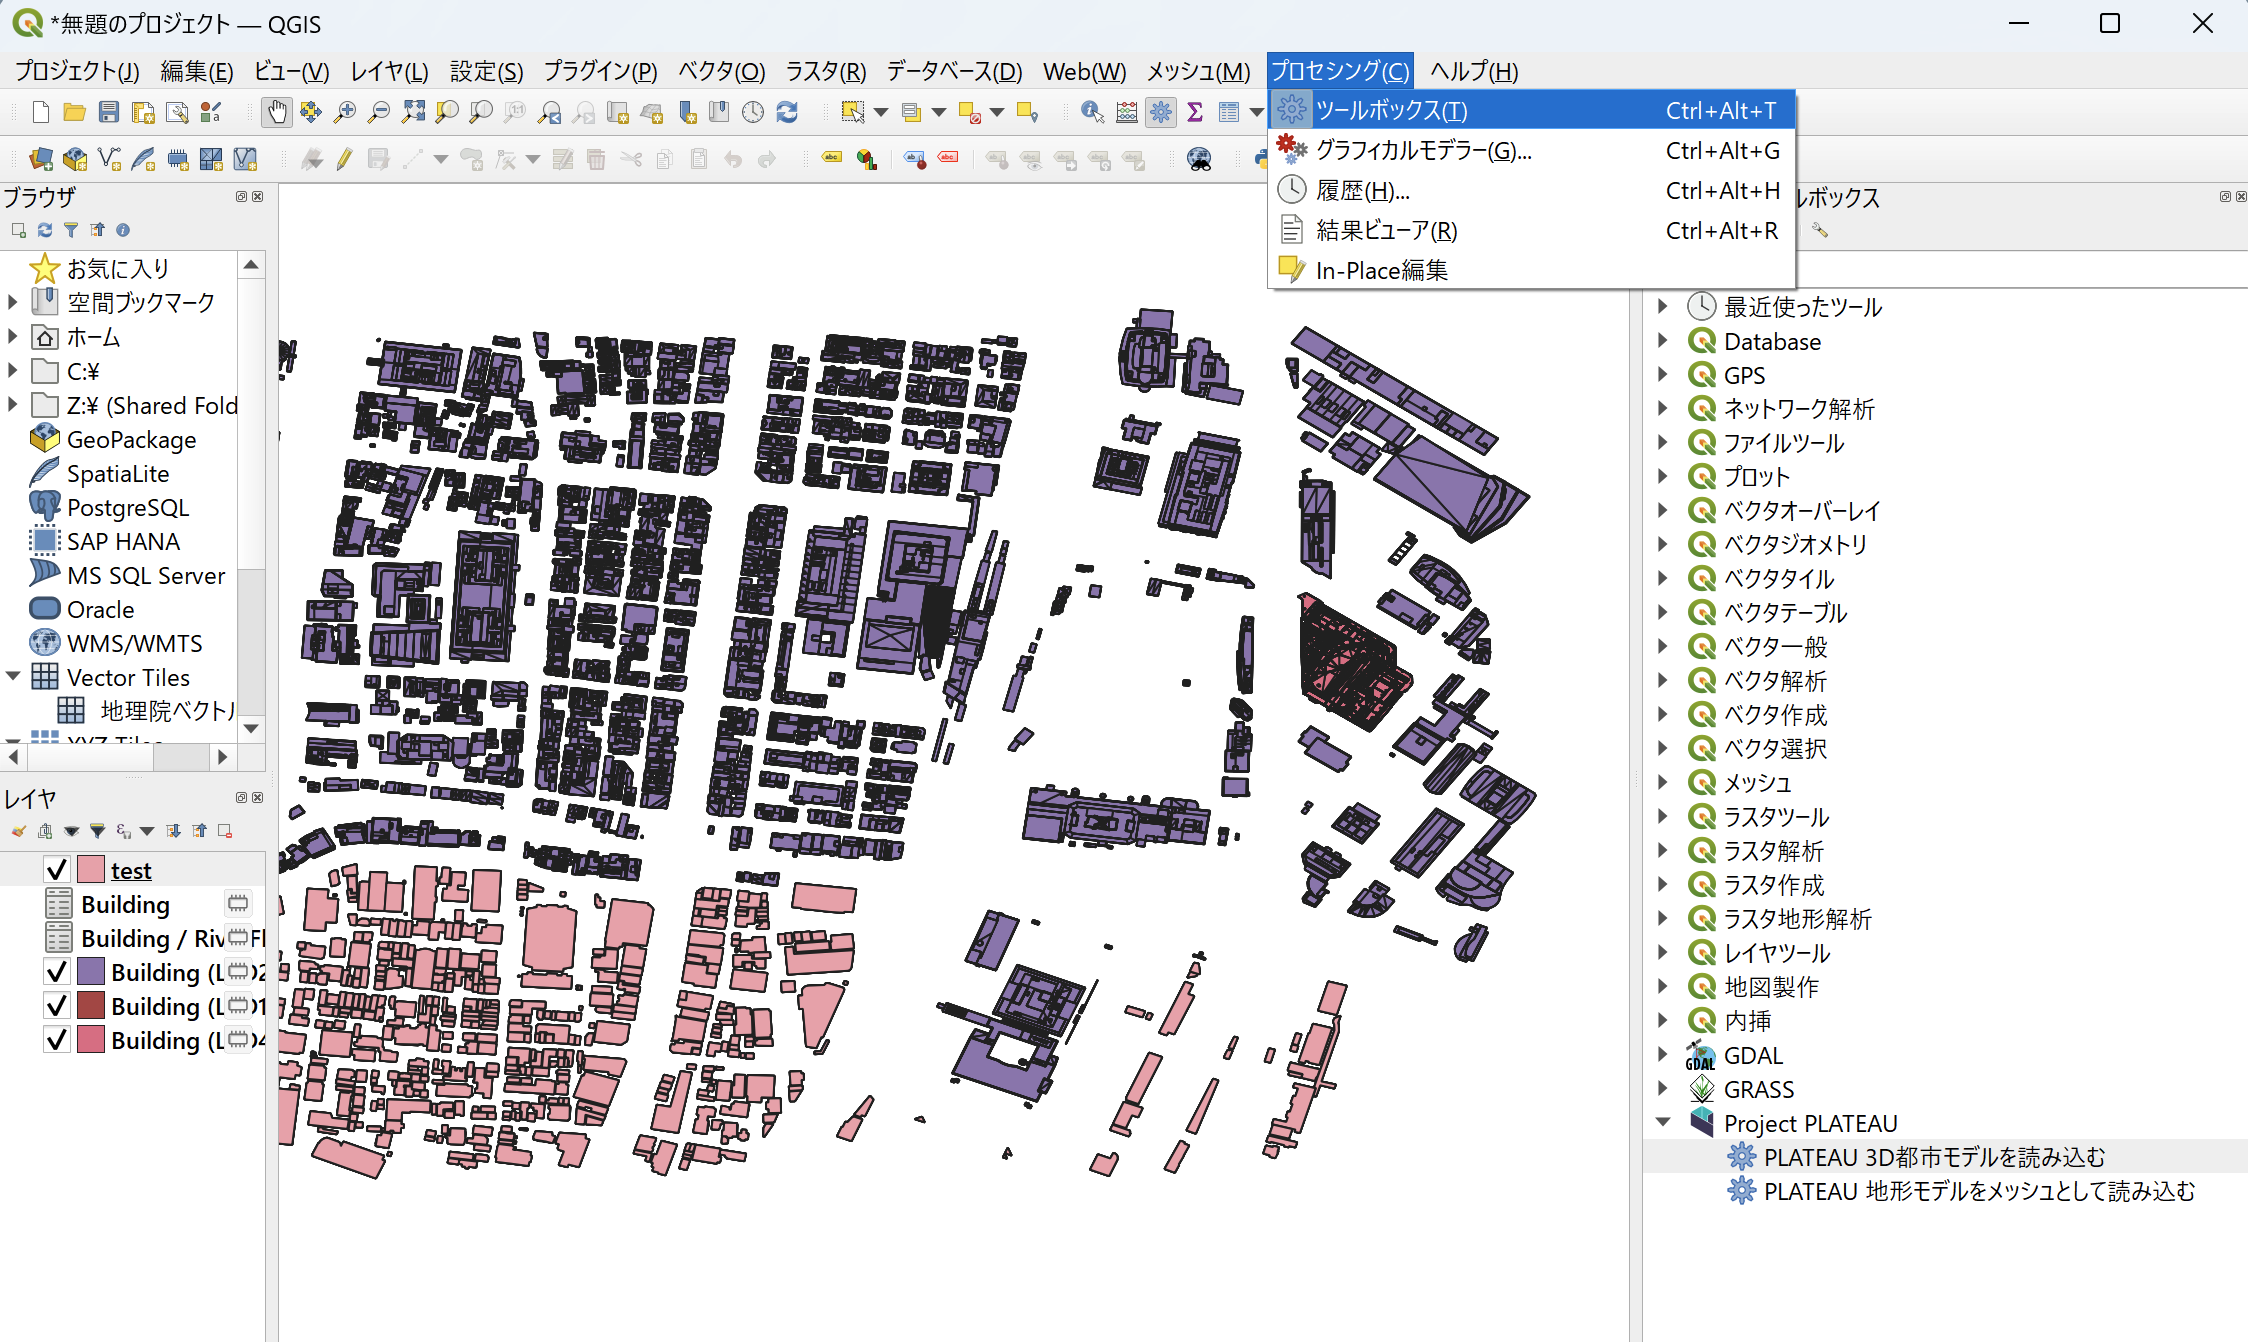 *無題のプロジェクト — QGIS
プロジェクト(J) 編集(E) ビュー(V) レイヤ(L) 設定(S) プラグイン(P) ベクタ(O) ラスタ(R) データベース(D) Web(W) メッシュ(M) プロセシング(C) ヘルプ(H)
ツールボックス(T) Ctrl+Alt+T
グラフィカルモデラー(G)... Ctrl+Alt+G
履歴(H)... Ctrl+Alt+H
結果ビューア(R) Ctrl+Alt+R
In-Place編集
ブラウザ
お気に入り
空間ブックマーク
ホーム
C:¥
Z:¥ (Shared Fold
GeoPackage
SpatiaLite
PostgreSQL
SAP HANA
MS SQL Server
Oracle
WMS/WMTS
Vector Tiles
地理院ベクトル
XYZ Tiles
レイヤ
test
Building
Building / Riv Fl
Building (L D2
Building (L D1
Building (L D4
ルボックス
最近使ったツール
Database
GPS
ネットワーク解析
ファイルツール
プロット
ベクタオーバーレイ
ベクタジオメトリ
ベクタタイル
ベクタテーブル
ベクタ一般
ベクタ解析
ベクタ作成
ベクタ選択
メッシュ
ラスタツール
ラスタ解析
ラスタ作成
ラスタ地形解析
レイヤツール
地図製作
内挿
GDAL
GRASS
Project PLATEAU
PLATEAU 3D都市モデルを読み込む
PLATEAU 地形モデルをメッシュとして読み込む